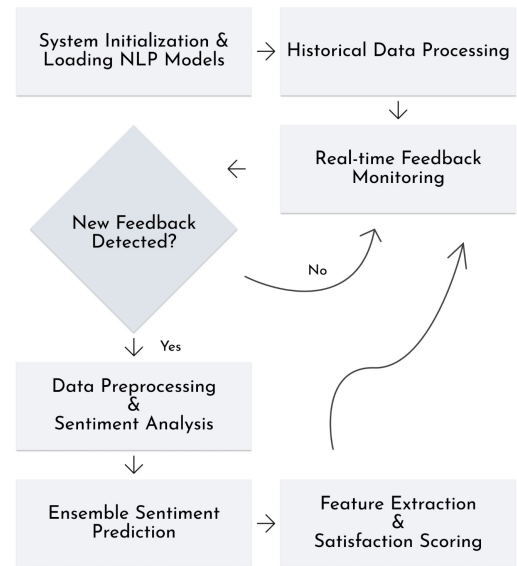 System Initialization &
Loading NLP Models
Historical Data Processing
Real-time Feedback
Monitoring
New Feedback
Detected?
No
Yes
Data Preprocessing
&
Sentiment Analysis
Ensemble Sentiment
Prediction
Feature Extraction
&
Satisfaction Scoring